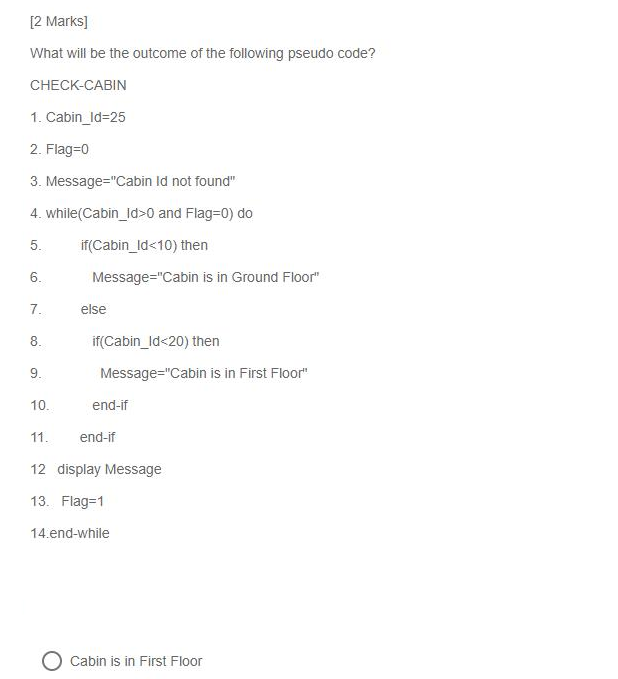 [2 Marks]
What will be the outcome of the following pseudo code?
CHECK-CABIN
1. Cabin_Id=25
2. Flag=0
3. Message="Cabin Id not found"
4. while(Cabin_Id>0 and Flag=0) do
5. if(Cabin_Id<10) then
6. Message="Cabin is in Ground Floor"
7. else
8. if(Cabin_Id<20) then
9. Message="Cabin is in First Floor"
10. end-if
11. end-if
12 display Message
13. Flag=1
14.end-while
Cabin is in First Floor